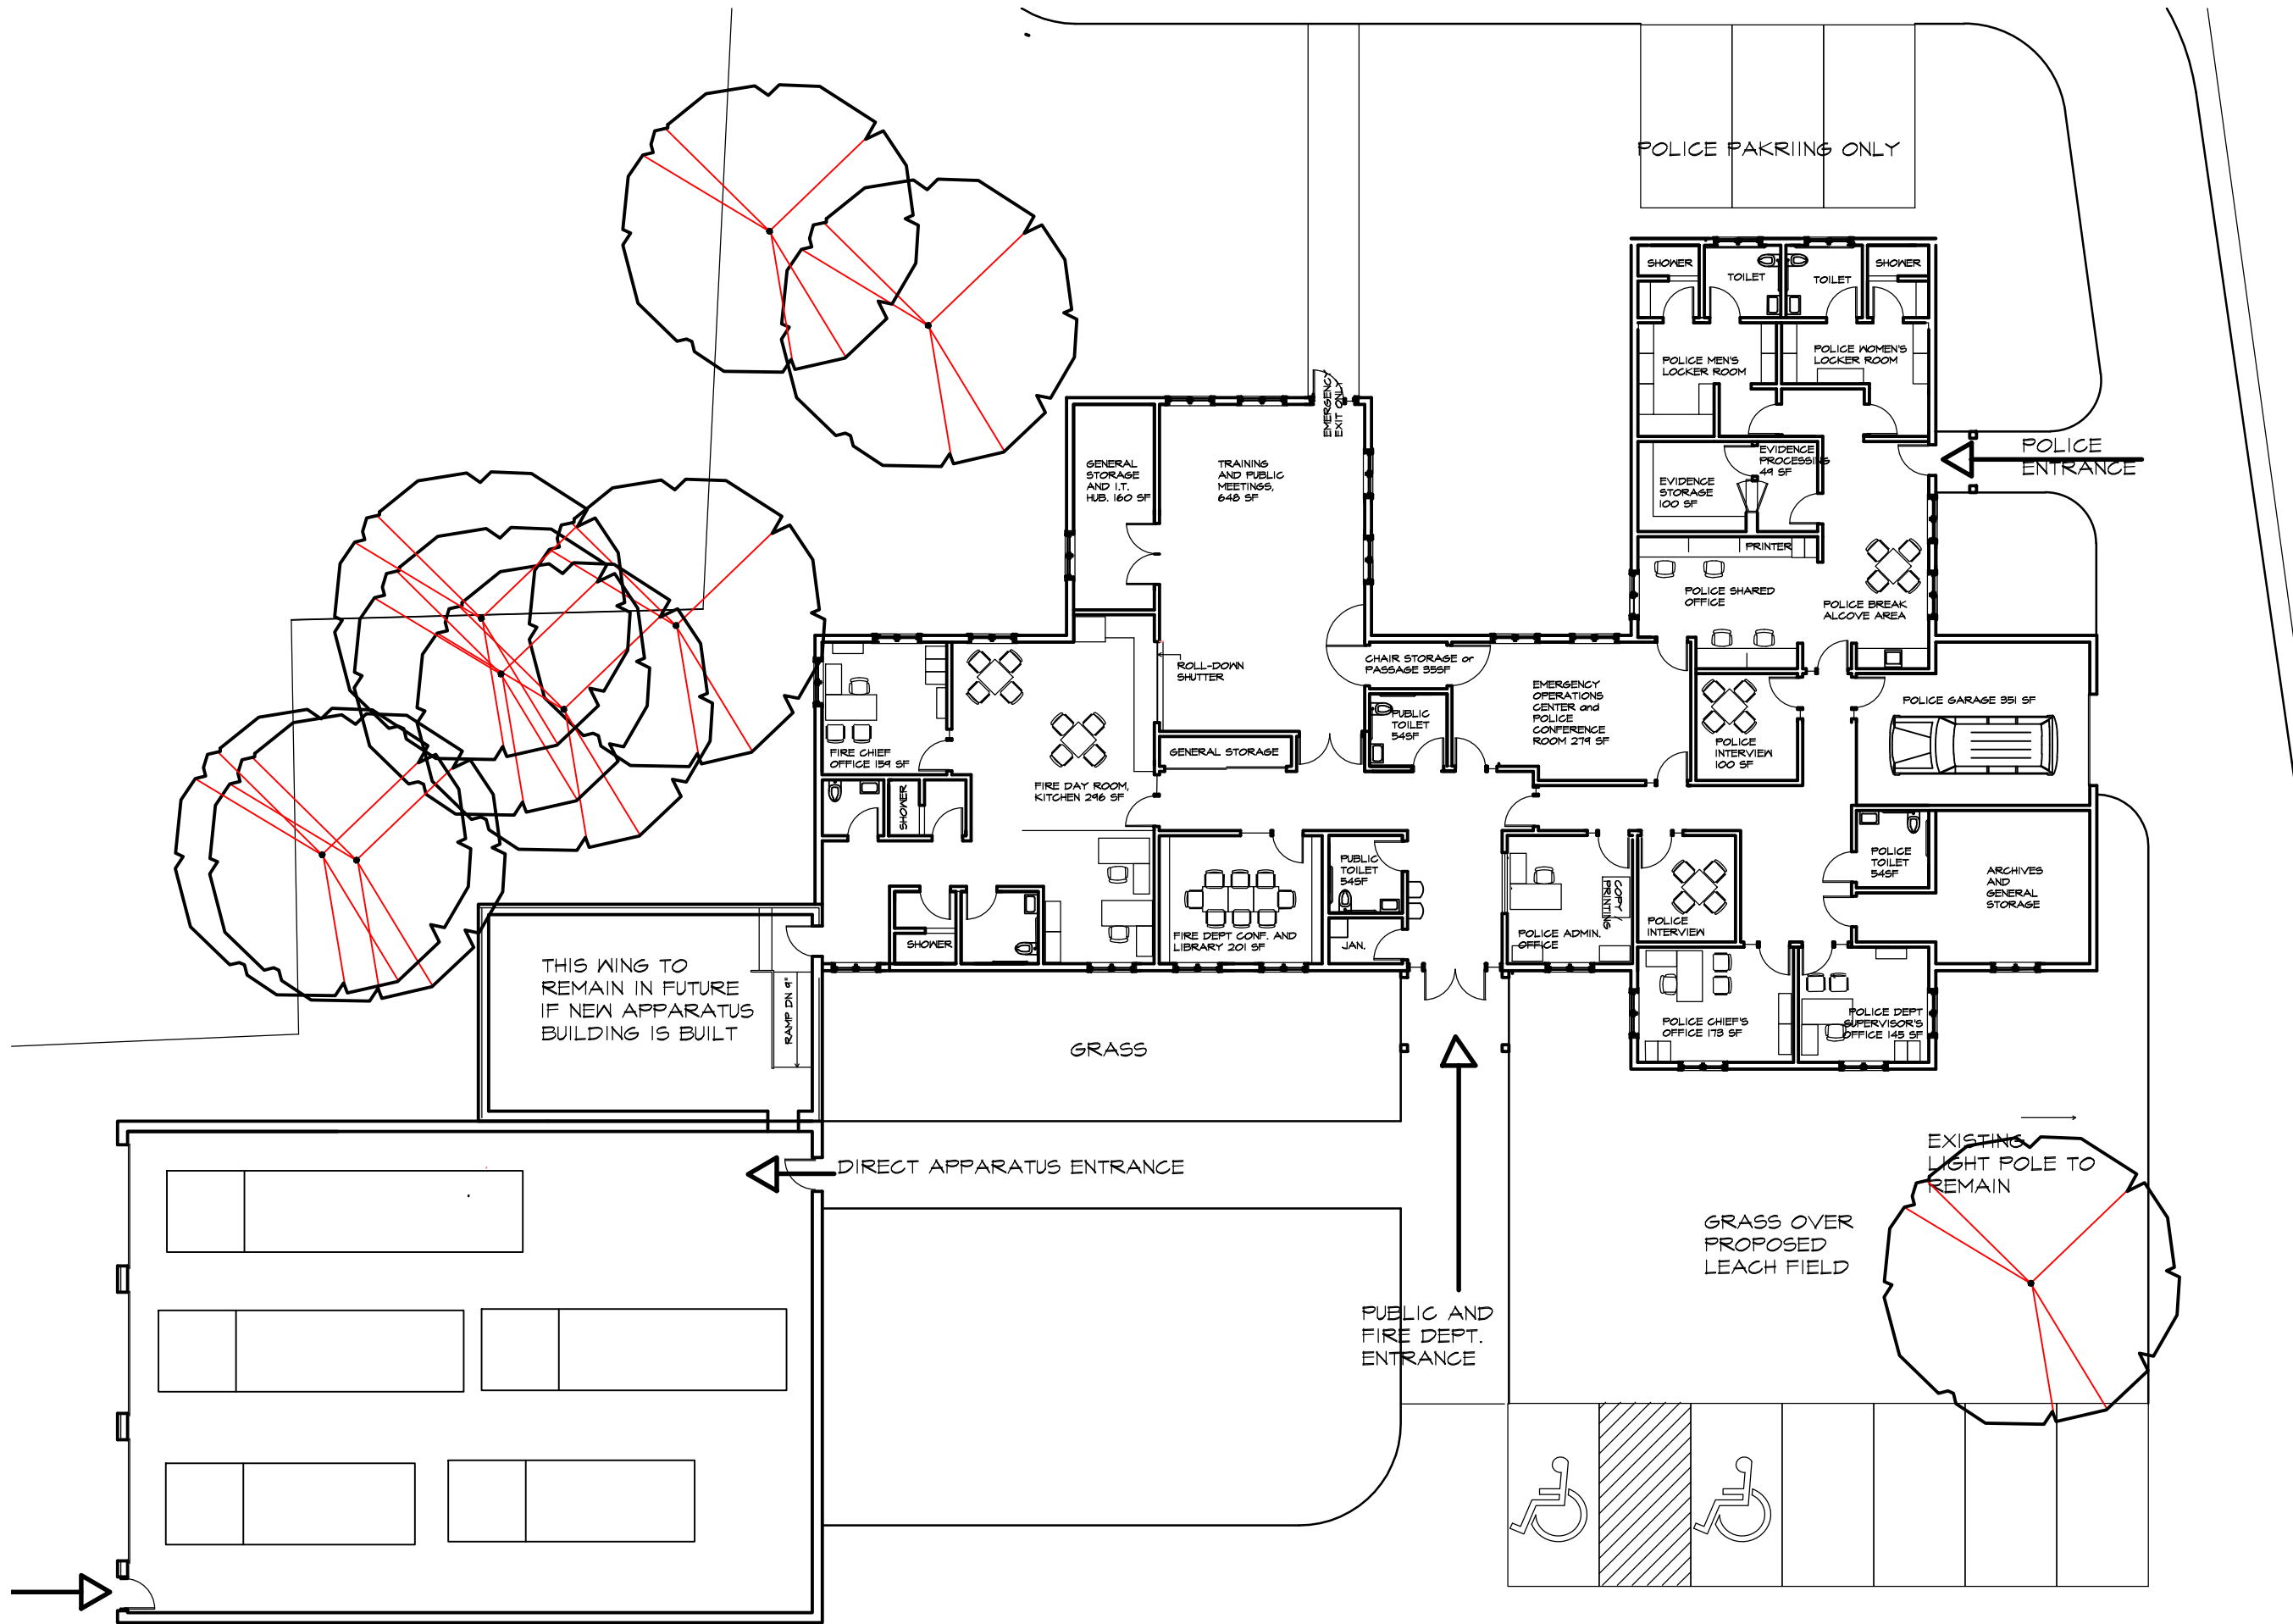 POLICE PAKRIING ONLY
SHOWER
TOILET
TOILET
SHOWER
POLICE MEN'S
LOCKER ROOM
POLICE WOMEN'S
LOCKER ROOM
EMERGENCY
EXIT ONLY
POLICE
ENTRANCE
GENERAL
STORAGE
AND I.T.
HUB. 160 SF
TRAINING
AND PUBLIC
MEETINGS,
648 SF
EVIDENCE
PROCESSING
49 SF
EVIDENCE
STORAGE
100 SF
PRINTER
POLICE SHARED
OFFICE
POLICE BREAK
ALCOVE AREA
ROLL-DOWN
SHUTTER
CHAIR STORAGE or
PASSAGE 35SF
EMERGENCY
OPERATIONS
CENTER and
POLICE
CONFERENCE
ROOM 279 SF
POLICE GARAGE 351 SF
PUBLIC
TOILET
54SF
POLICE
INTERVIEW
100 SF
FIRE CHIEF
OFFICE 159 SF
GENERAL STORAGE
FIRE DAY ROOM,
KITCHEN 296 SF
SHOWER
PUBLIC
TOILET
54SF
POLICE
TOILET
54SF
ARCHIVES
AND
GENERAL
STORAGE
COPY /
PRINTING
POLICE ADMIN.
OFFICE
POLICE
INTERVIEW
FIRE DEPT CONF. AND
LIBRARY 201 SF
JAN.
SHOWER
THIS WING TO
REMAIN IN FUTURE
IF NEW APPARATUS
BUILDING IS BUILT
RAMP DN 9"
POLICE CHIEF'S
OFFICE 173 SF
POLICE DEPT
SUPERVISOR'S
OFFICE 145 SF
GRASS
DIRECT APPARATUS ENTRANCE
EXISTING
LIGHT POLE TO
REMAIN
GRASS OVER
PROPOSED
LEACH FIELD
PUBLIC AND
FIRE DEPT.
ENTRANCE